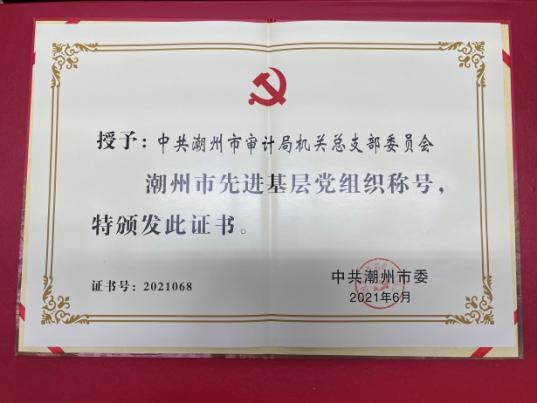 授予：中共潮州市审计局机关总支部委员会
潮州市先进基层党组织称号，
特颁发此证书。
中共潮州市委
证书号：2021068
2021年6月